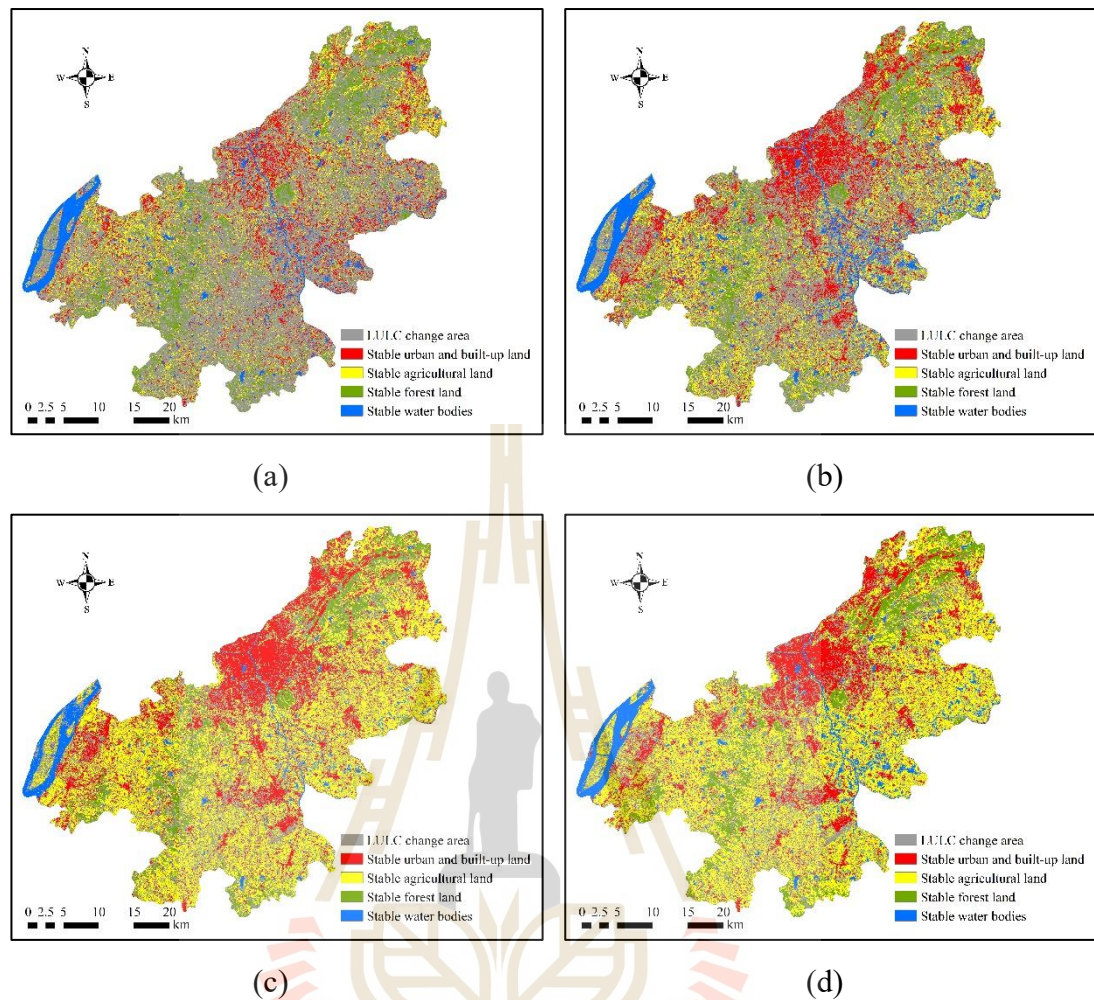 N
W E
S
LULC change area
Stable urban and built-up land
Stable agricultural land
Stable forest land
Stable water bodies
0 2.5 5 10 15 20
km
(a)
N
W E
S
LULC change area
Stable urban and built-up land
Stable agricultural land
Stable forest land
Stable water bodies
0 2.5 5 10 15 20
km
(b)
N
W E
S
LULC change area
Stable urban and built-up land
Stable agricultural land
Stable forest land
Stable water bodies
0 2.5 5 10 15 20
km
(c)
N
W E
S
LULC change area
Stable urban and built-up land
Stable agricultural land
Stable forest land
Stable water bodies
0 2.5 5 10 15 20
km
(d)